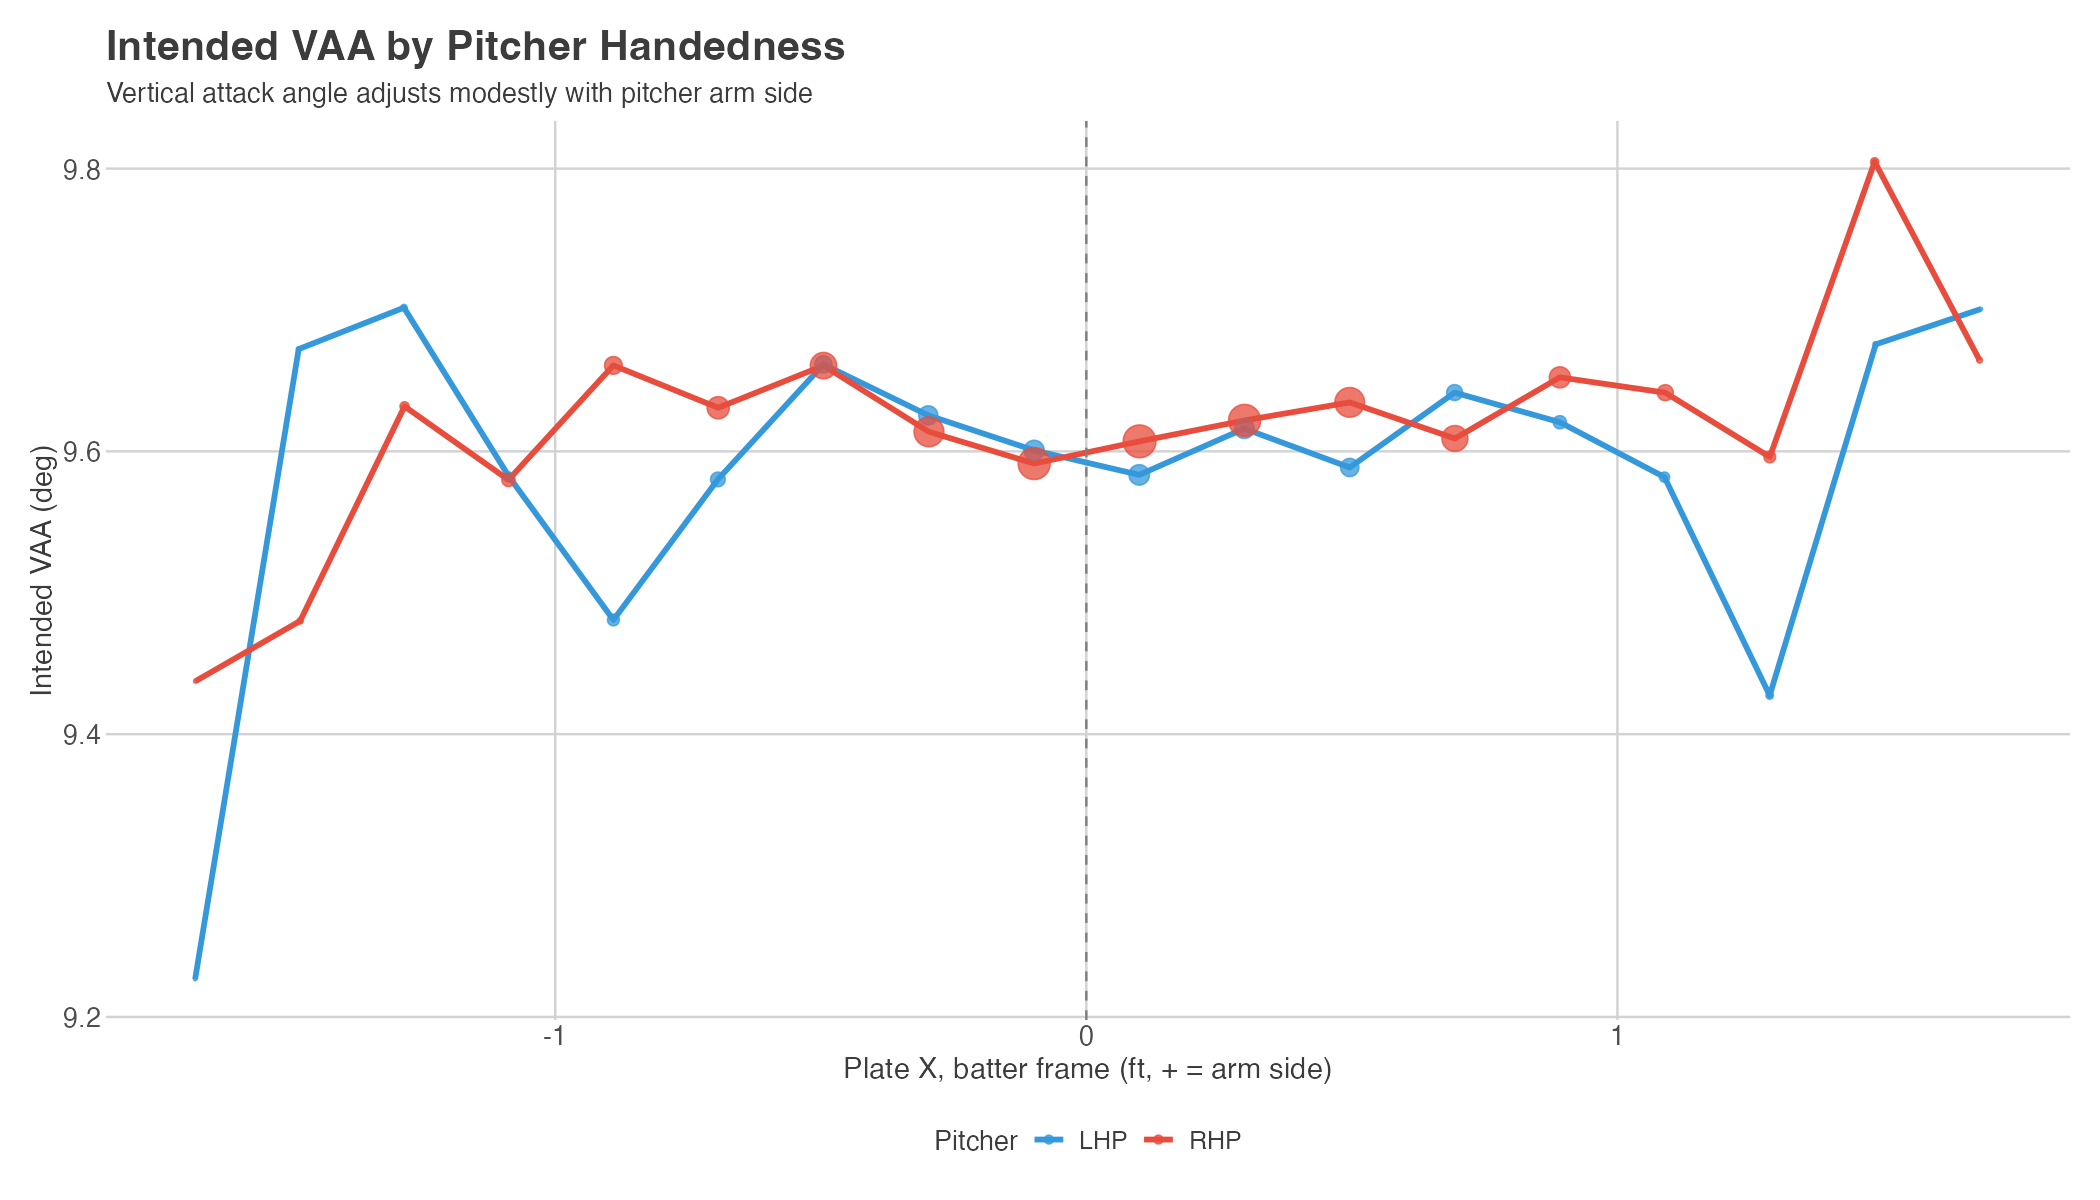 Intended VAA by Pitcher Handedness
Vertical attack angle adjusts modestly with pitcher arm side
Intended VAA (deg)
9.8
9.6
9.4
9.2
-1
0
1
Plate X, batter frame (ft, + = arm side)
Pitcher
LHP
RHP